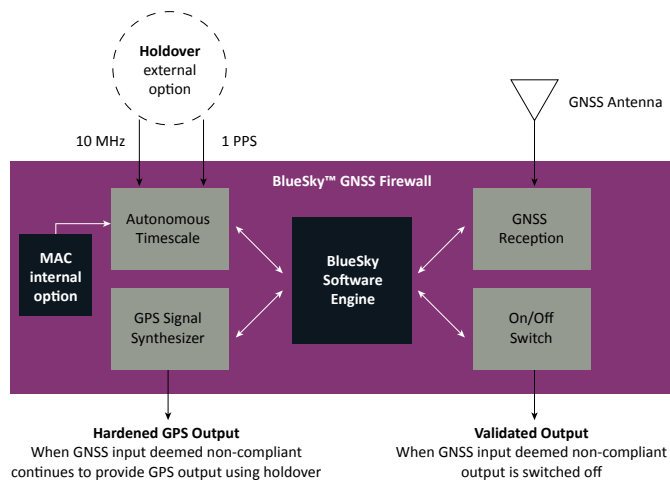 Holdover
external
option
GNSS Antenna
10 MHz
1 PPS
BlueSky™ GNSS Firewall
Autonomous
Timescale
GNSS
Reception
MAC
internal
option
BlueSky
Software
Engine
GPS Signal
Synthesizer
On/Off
Switch
Hardened GPS Output
When GNSS input deemed non-compliant
continues to provide GPS output using holdover
Validated Output
When GNSS input deemed non-compliant
output is switched off